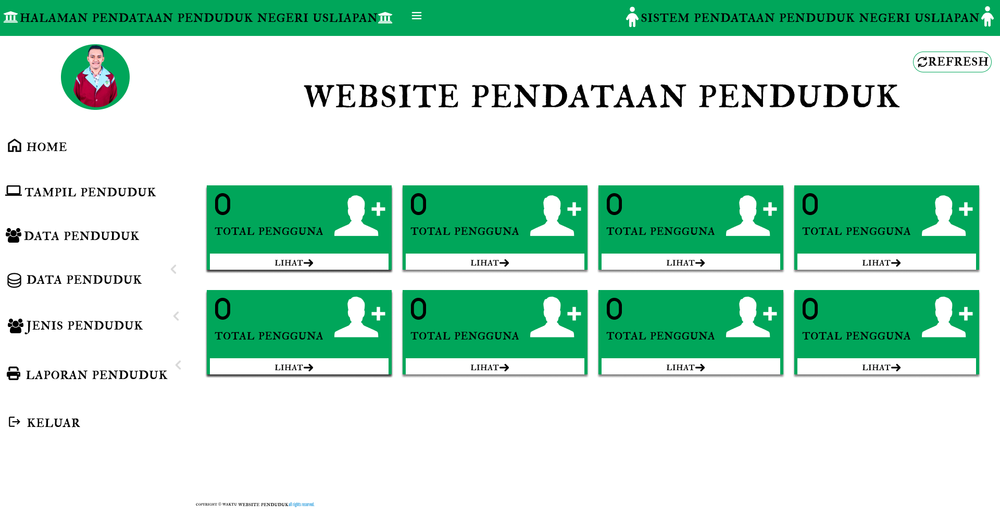 HALAMAN PENDATAAN PENDUDUK NEGERI USLIAPAN
SISTEM PENDATAAN PENDUDUK NEGERI USLIAPAN
REFRESH
WEBSITE PENDATAAN PENDUDUK
HOME
TAMPIL PENDUDUK
DATA PENDUDUK
DATA PENDUDUK
JENIS PENDUDUK
LAPORAN PENDUDUK
KELUAR
0
TOTAL PENGGUNA
LIHAT
0
TOTAL PENGGUNA
LIHAT
0
TOTAL PENGGUNA
LIHAT
0
TOTAL PENGGUNA
LIHAT
0
TOTAL PENGGUNA
LIHAT
0
TOTAL PENGGUNA
LIHAT
0
TOTAL PENGGUNA
LIHAT
0
TOTAL PENGGUNA
LIHAT
COPYRIGHT © WAKTU WEBSITE PENDUDUK all rights reserved.